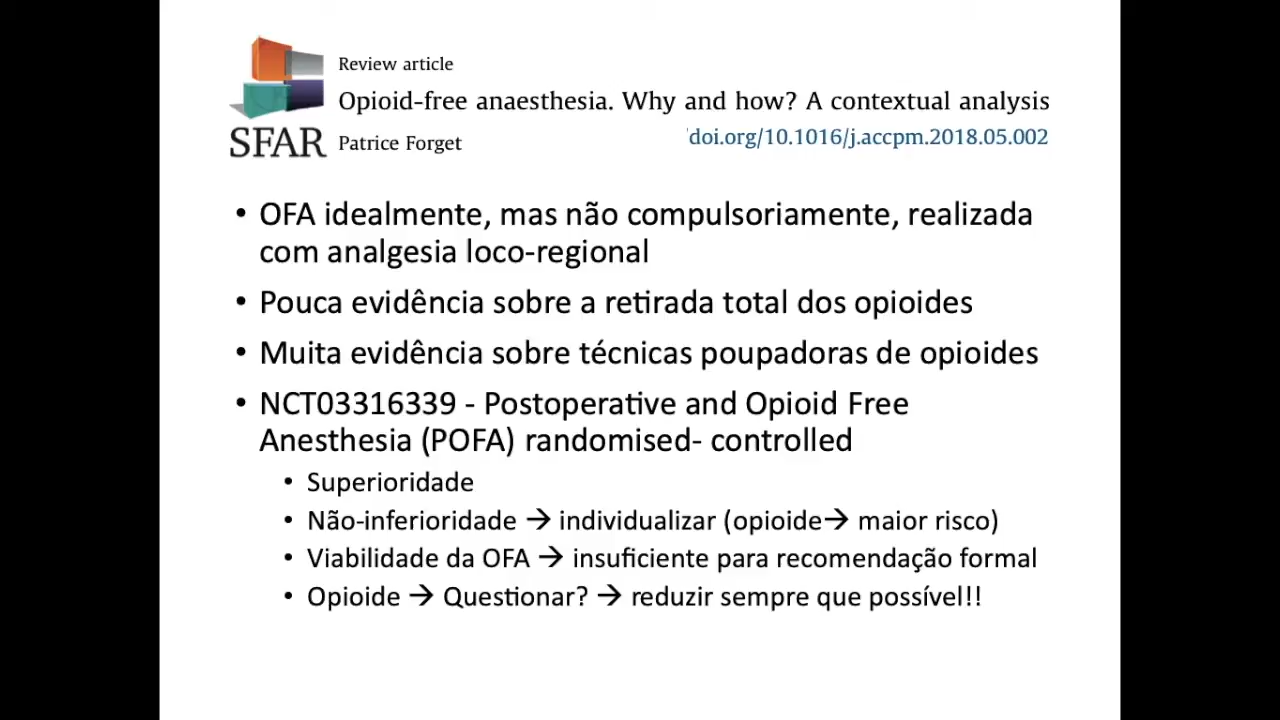 Review article
Opioid-free anaesthesia. Why and how? A contextual analysis
SFAR Patrice Forget doi.org/10.1016/j.accpm.2018.05.002
• OFA idealmente, mas não compulsoriamente, realizada
com analgesia loco-regional
• Pouca evidência sobre a retirada total dos opioides
• Muita evidência sobre técnicas poupadoras de opioides
• NCT03316339 - Postoperative and Opioid Free
Anesthesia (POFA) randomised- controlled
• Superioridade
• Não-inferioridade → individualizar (opioide→ maior risco)
• Viabilidade da OFA → insuficiente para recomendação formal
• Opioide → Questionar? → reduzir sempre que possível!!